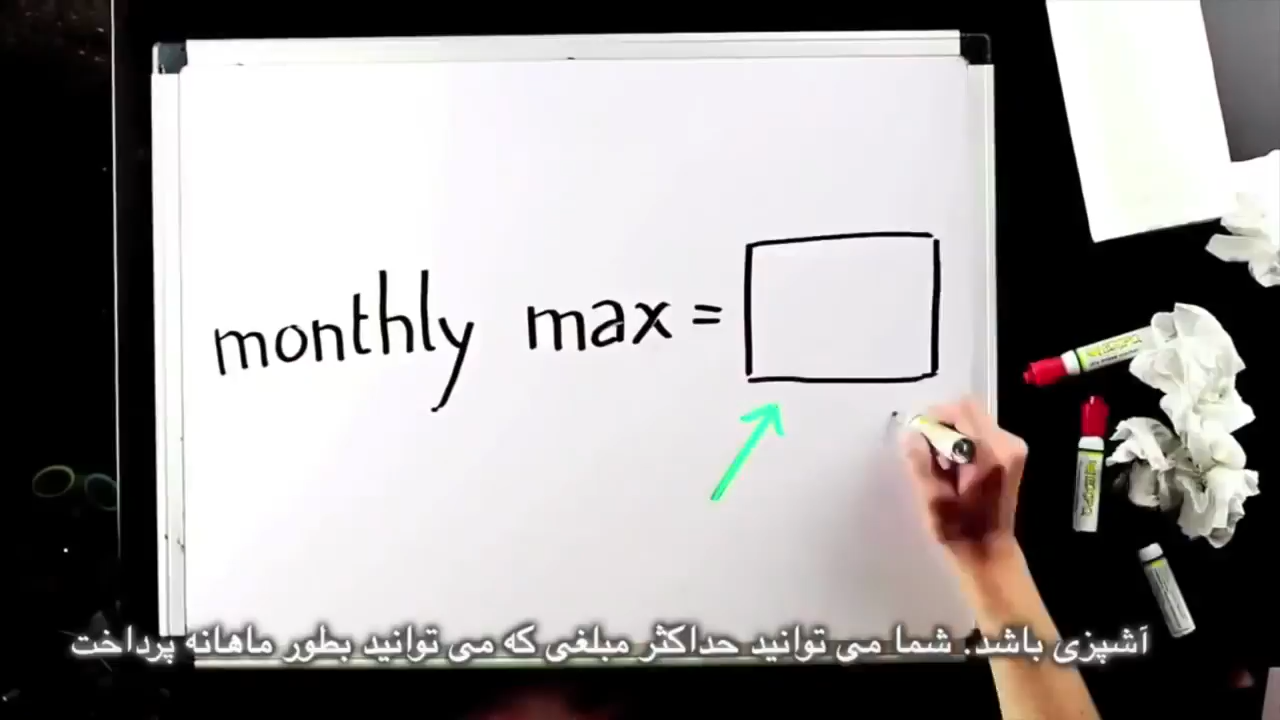 monthly max =
آشپزی باشد. شما می توانید حداکثر مبلغی که می توانید بطور ماهانه پرداخت